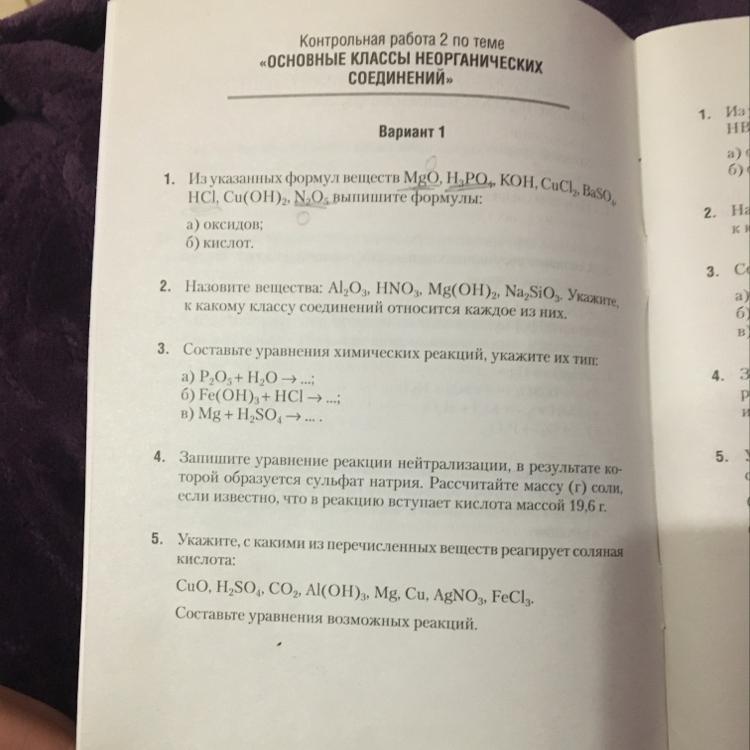 Контрольная работа 2 по теме
«ОСНОВНЫЕ КЛАССЫ НЕОРГАНИЧЕСКИХ
СОЕДИНЕНИЙ»
Вариант 1
1. Из указанных формул веществ MgO, H₃PO₄, KOH, CuCl₂, BaSO₄,
HCl, Cu(OH)₂, N₂O₅ выпишите формулы:
а) оксидов;
б) кислот.
2. Назовите вещества: Al₂O₃, HNO₃, Mg(OH)₂, Na₂SiO₃. Укажите,
к какому классу соединений относится каждое из них.
3. Составьте уравнения химических реакций, укажите их тип:
а) P₂O₅ + H₂O → ...;
б) Fe(OH)₃ + HCl → ...;
в) Mg + H₂SO₄ → ... .
4. Запишите уравнение реакции нейтрализации, в результате ко-
торой образуется сульфат натрия. Рассчитайте массу (г) соли,
если известно, что в реакцию вступает кислота массой 19,6 г.
5. Укажите, с какими из перечисленных веществ реагирует соляная
кислота:
CuO, H₂SO₄, CO₂, Al(OH)₃, Mg, Cu, AgNO₃, FeCl₃.
Составьте уравнения возможных реакций.
1. Из
а)
б)
2. На
к к
3. Со
а)
б)
в)
4. З
р
и
5. У